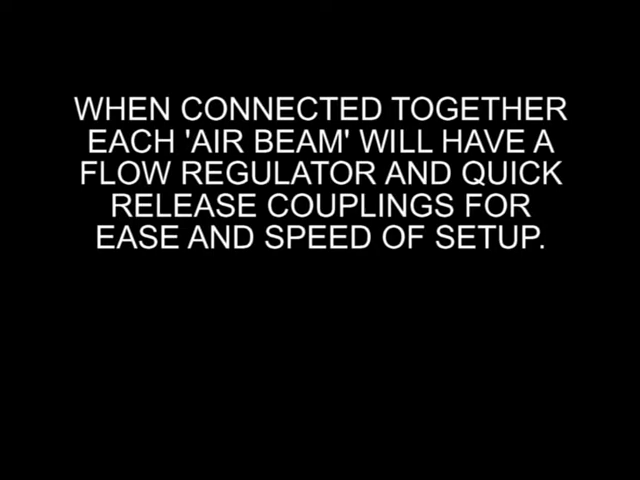 WHEN CONNECTED TOGETHER
EACH 'AIR BEAM' WILL HAVE A
FLOW REGULATOR AND QUICK
RELEASE COUPLINGS FOR
EASE AND SPEED OF SETUP.